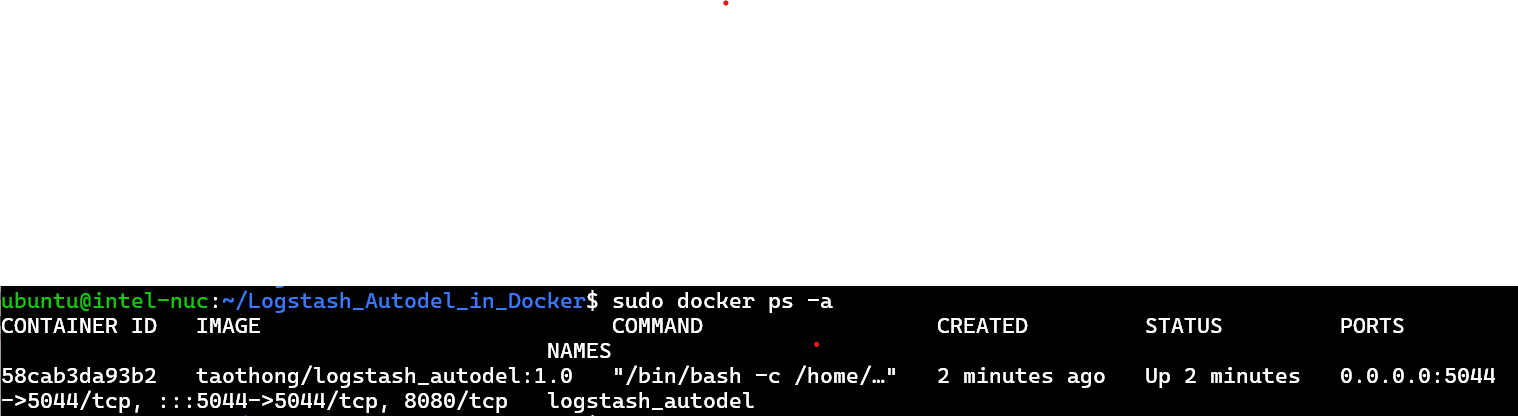 ubuntu@intel-nuc:~/Logstash_Autodel_in_Docker$ sudo docker ps -a
CONTAINER ID   IMAGE                           COMMAND                  CREATED         STATUS         PORTS
                                          NAMES
58cab3da93b2   taothong/logstash_autodel:1.0   "/bin/bash -c /home/…"   2 minutes ago   Up 2 minutes   0.0.0.0:5044
->5044/tcp, :::5044->5044/tcp, 8080/tcp   logstash_autodel